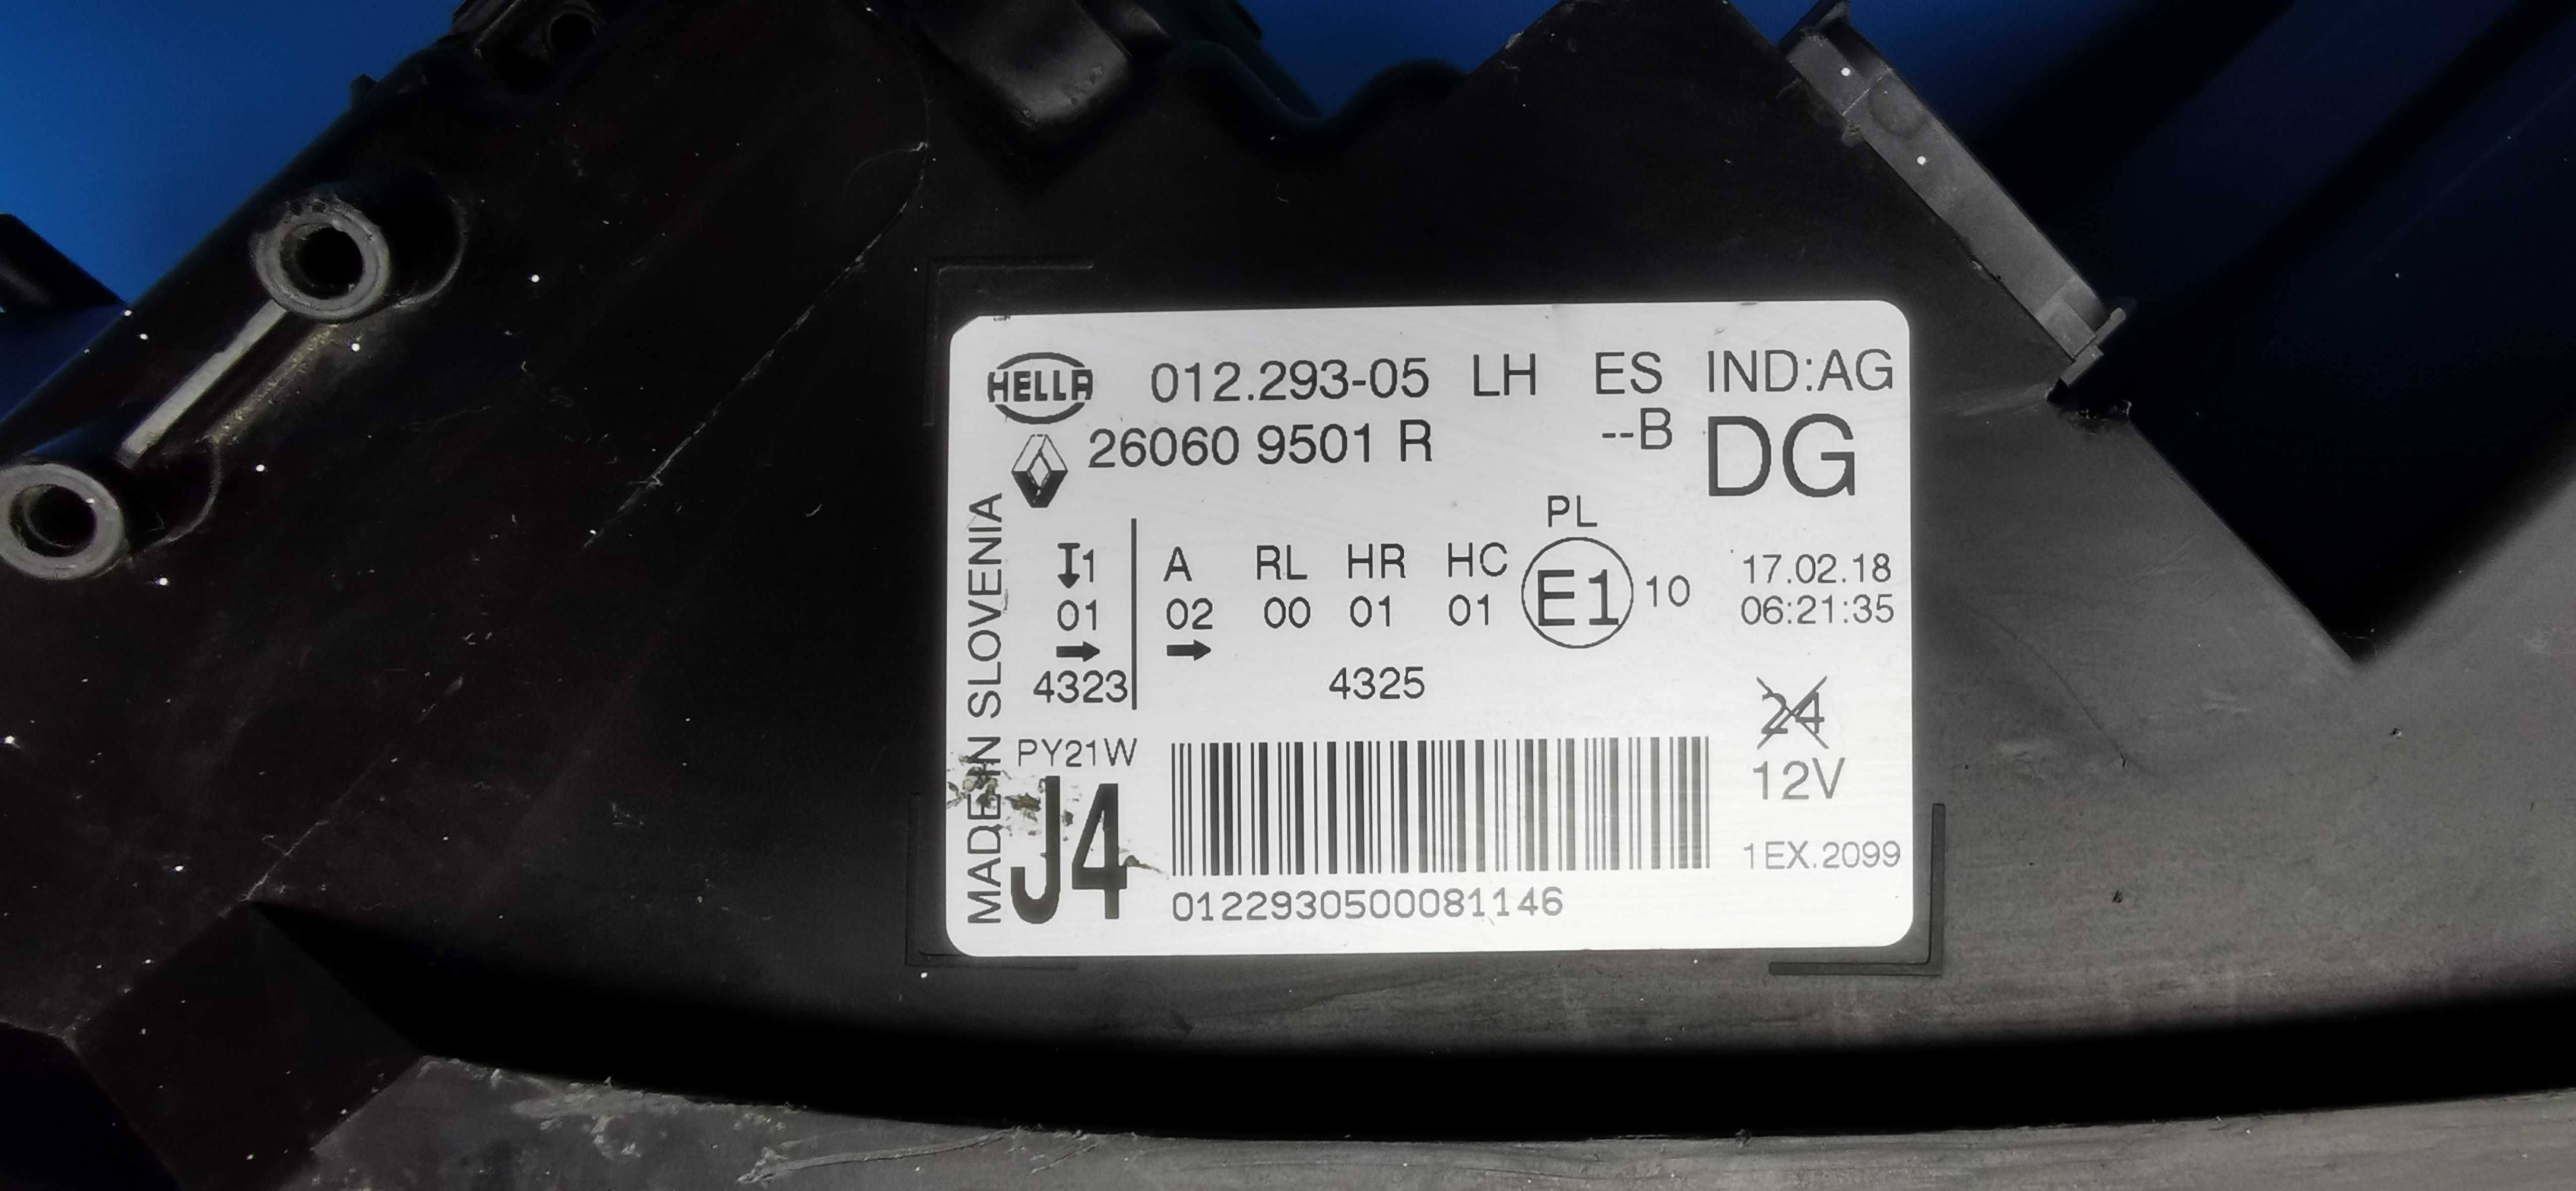 HELLA 012.293-05 LH ES IND:AG
26060 9501 R --B DG
MADE IN SLOVENIA
PL
1 A RL HR HC E1 10 17.02.18
01 02 00 01 01 06:21:35
→ →
4323 4325
24
PY21W 12V
J4 1EX.2099
0122930500081146